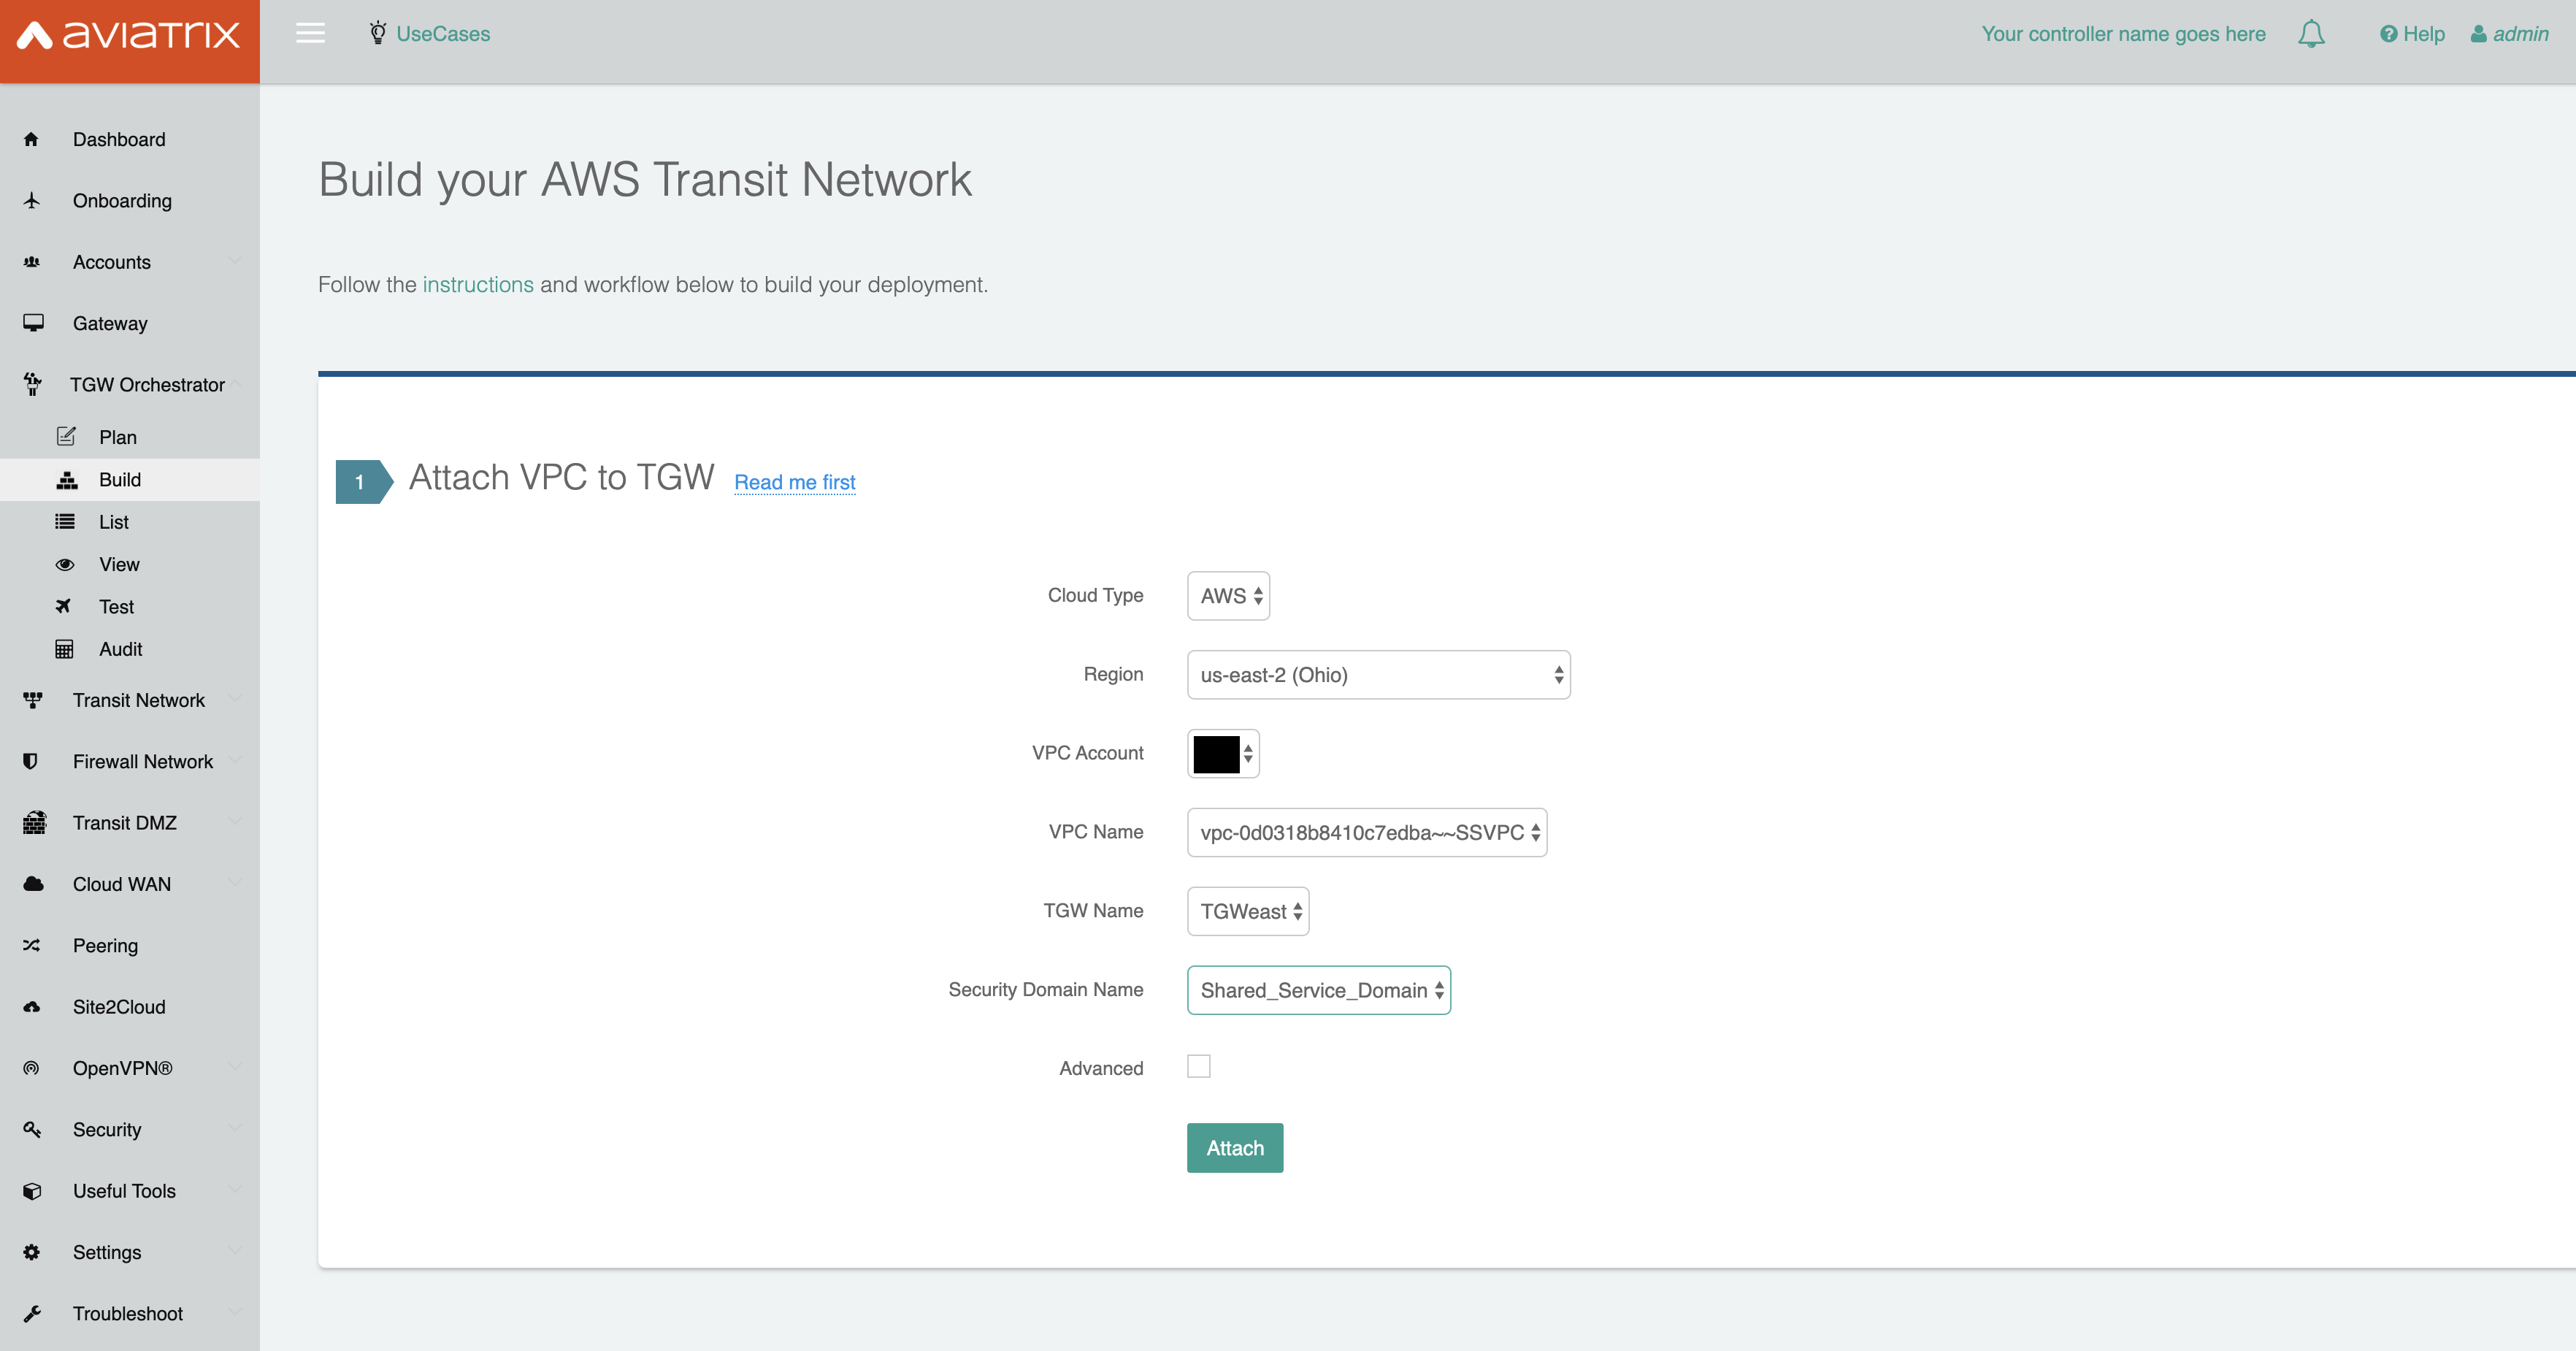 aviatrix
UseCases
Your controller name goes here
Help
admin
Dashboard
Onboarding
Accounts
Gateway
TGW Orchestrator
Plan
Build
List
View
Test
Audit
Transit Network
Firewall Network
Transit DMZ
Cloud WAN
Peering
Site2Cloud
OpenVPN®
Security
Useful Tools
Settings
Troubleshoot
Build your AWS Transit Network
Follow the instructions and workflow below to build your deployment.
1 Attach VPC to TGW Read me first
Cloud Type AWS
Region us-east-2 (Ohio)
VPC Account
VPC Name vpc-0d0318b8410c7edba~~SSVPC
TGW Name TGWeast
Security Domain Name Shared_Service_Domain
Advanced
Attach